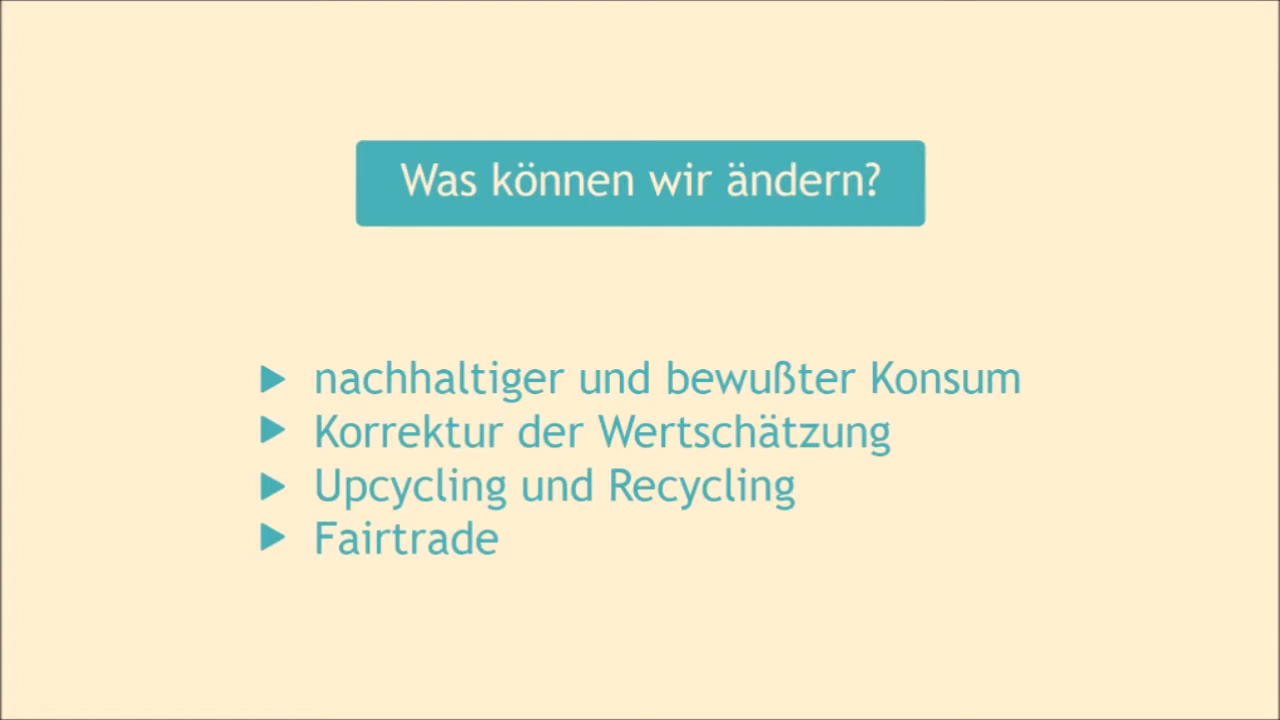 Was können wir ändern?
nachhaltiger und bewußter Konsum
Korrektur der Wertschätzung
Upcycling und Recycling
Fairtrade